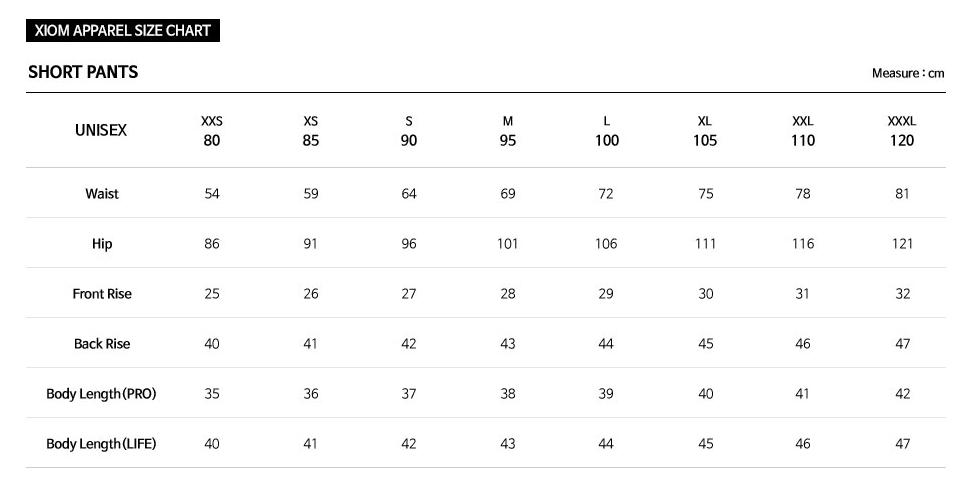 XIOM APPAREL SIZE CHART
SHORT PANTS Measure : cm
UNISEX XXS XS S M L XL XXL XXXL
80 85 90 95 100 105 110 120
Waist 54 59 64 69 72 75 78 81
Hip 86 91 96 101 106 111 116 121
Front Rise 25 26 27 28 29 30 31 32
Back Rise 40 41 42 43 44 45 46 47
Body Length(PRO) 35 36 37 38 39 40 41 42
Body Length(LIFE) 40 41 42 43 44 45 46 47